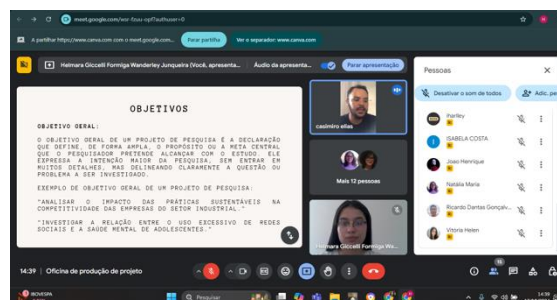 meet.google.com/wor-fzuu-opf?authuser=0
A partilhar https://www.canva.com com o meet.google.com...
Parar partilha
Ver o separador: www.canva.com
Helmara Giccelli Formiga Wanderley Junqueira (Você, apresenta...
Áudio da apresenta...
Parar apresentação
Pessoas
Desativar o som de todos
Adic. pe
OBJETIVOS
OBJETIVO GERAL:
O OBJETIVO GERAL DE UM PROJETO DE PESQUISA É A DECLARAÇÃO
QUE DEFINE, DE FORMA AMPLA, O PROPÓSITO OU A META CENTRAL
QUE O PESQUISADOR PRETENDE ALCANÇAR COM O ESTUDO. ELE
EXPRESSA A INTENÇÃO MAIOR DA PESQUISA, SEM ENTRAR EM
MUITOS DETALHES, MAS DELINEANDO CLARAMENTE A QUESTÃO OU
PROBLEMA A SER INVESTIGADO.
EXEMPLO DE OBJETIVO GERAL DE UM PROJETO DE PESQUISA:
"ANALISAR O IMPACTO DAS PRÁTICAS SUSTENTÁVEIS NA
COMPETITIVIDADE DAS EMPRESAS DO SETOR INDUSTRIAL."
"INVESTIGAR A RELAÇÃO ENTRE O USO EXCESSIVO DE REDES
SOCIAIS E A SAÚDE MENTAL DE ADOLESCENTES."
casimiro elias
Mais 12 pessoas
Helmara Giccelli Formiga Wa...
ISABELA COSTA
Joao Henrique
Natália Maria
Ricardo Dantas Gonçalv...
Vitoria Helen
14:39 | Oficina de produção de projeto
IBOVESPA
Pesquisar
14:39